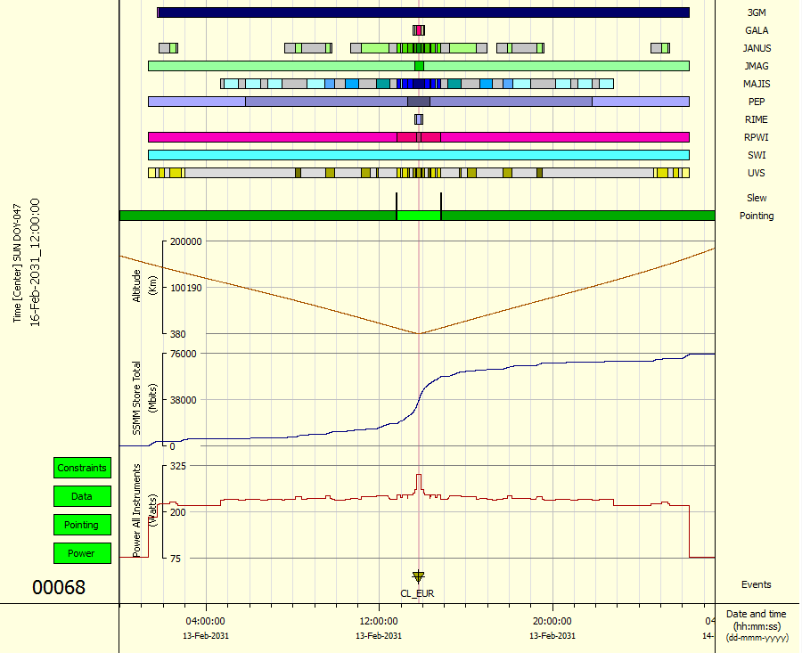 3GM
GALA
JANUS
JMAG
MAJIS
PEP
RIME
RPWI
SWI
UVS
Slew
Pointing
Time [Center] SUN DOY-047
16-Feb-2031_12:00:00
Altitude
(Km)
200000
100190
380
SSMM Store Total
(Mbits)
76000
38000
0
Power All Instruments
(Watts)
325
200
75
Constraints
Data
Pointing
Power
00068
CL_EUR
Events
04:00:00
13-Feb-2031
12:00:00
13-Feb-2031
20:00:00
13-Feb-2031
04
14-
Date and time
(hh:mm:ss)
(dd-mmm-yyyy)